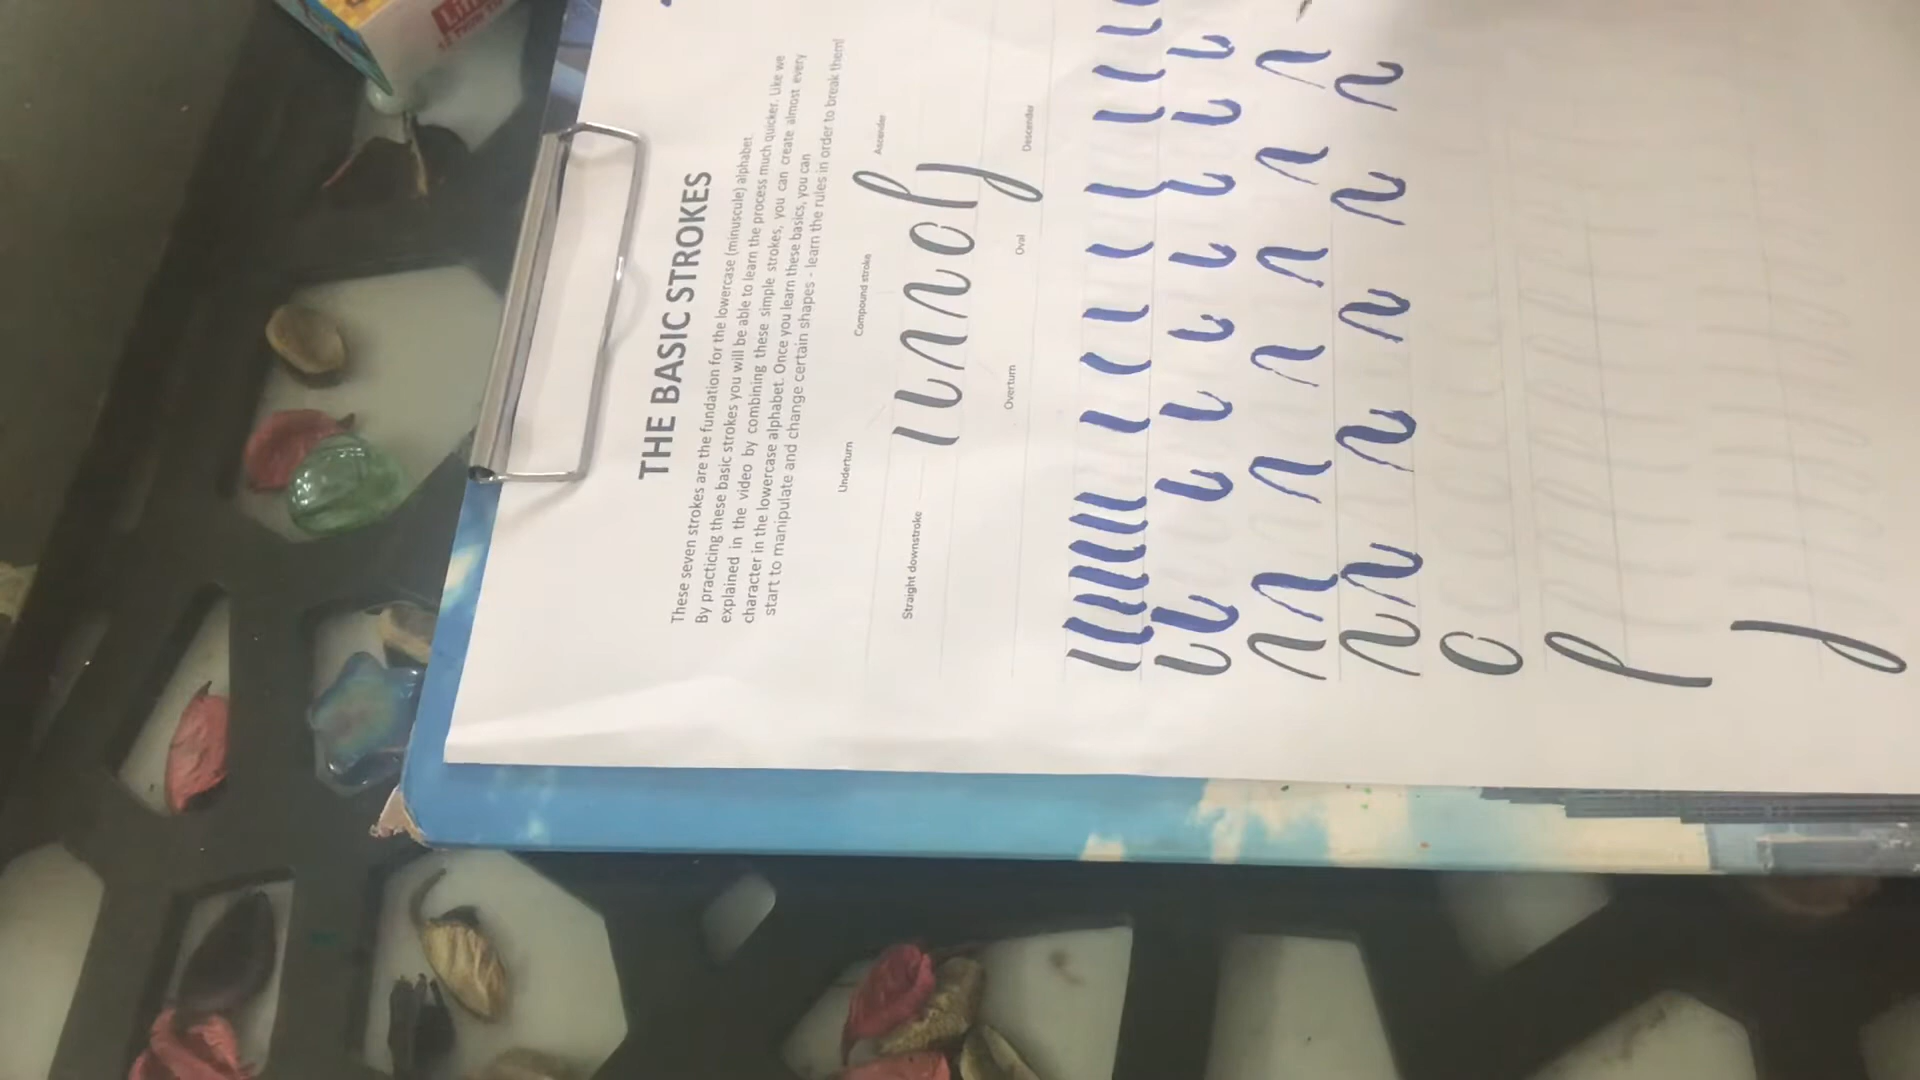 THE BASIC STROKES
These seven strokes are the fundation for the lowercase (minuscule) alphabet.
By practicing these basic strokes you will be able to learn the process much quicker. Like we
explained in the video by combining these simple strokes, you can create almost every
character in the lowercase alphabet. Once you learn these basics, you can
start to manipulate and change certain shapes - learn the rules in order to break them!
Underturn
Compound stroke
Ascender
Straight downstroke
Overturn
Oval
Descender